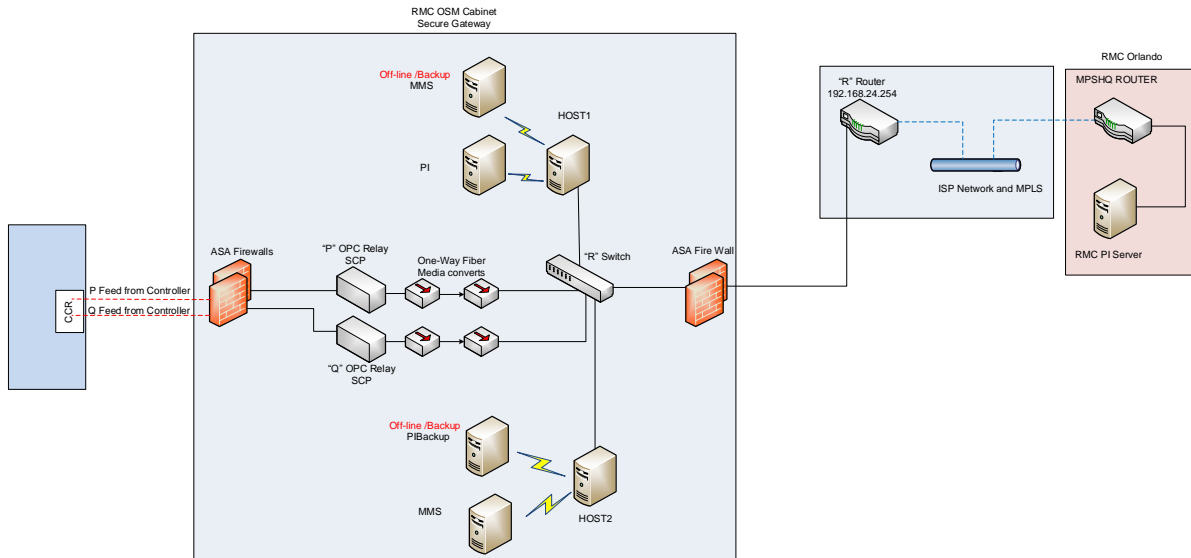 RMC OSM Cabinet
Secure Gateway
Off-line /Backup
MMS
HOST1
PI
ASA Firewalls
"P" OPC Relay
SCP
One-Way Fiber
Media converts
"R" Switch
ASA Fire Wall
P Feed from Controller
Q Feed from Controller
CCR
"Q" OPC Relay
SCP
Off-line /Backup
PIBackup
MMS
HOST2
"R" Router
192.168.24.254
ISP Network and MPLS
RMC Orlando
MPSHQ ROUTER
RMC PI Server